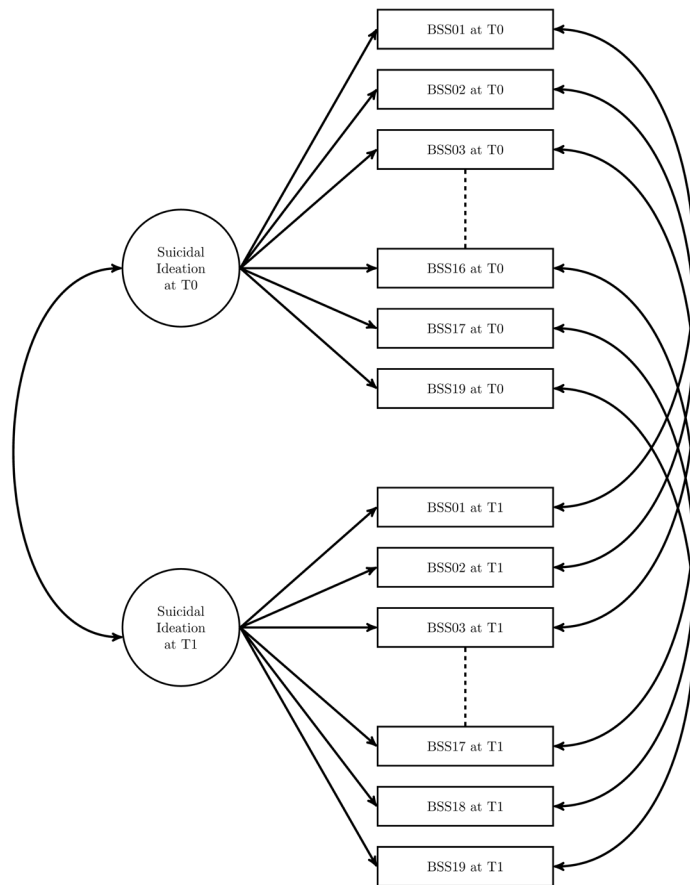 BSS01 at T0
BSS02 at T0
BSS03 at T0
Suicidal
Ideation
at T0
BSS16 at T0
BSS17 at T0
BSS19 at T0
BSS01 at T1
BSS02 at T1
Suicidal
Ideation
at T1
BSS03 at T1
BSS17 at T1
BSS18 at T1
BSS19 at T1